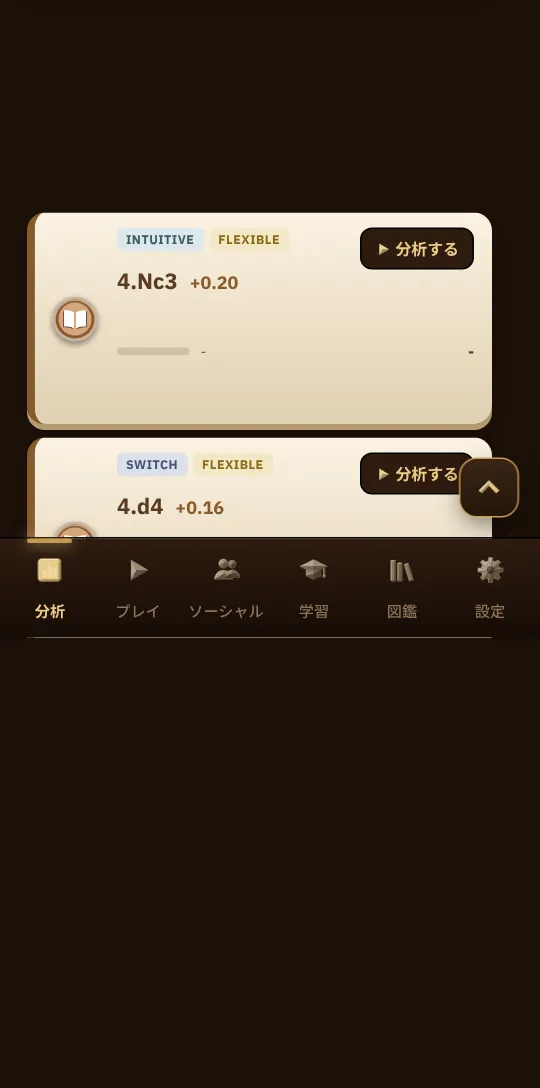 INTUITIVE FLEXIBLE
分析する
4.Nc3 +0.20
- -
SWITCH FLEXIBLE
分析する
4.d4 +0.16
分析 プレイ ソーシャル 学習 図鑑 設定